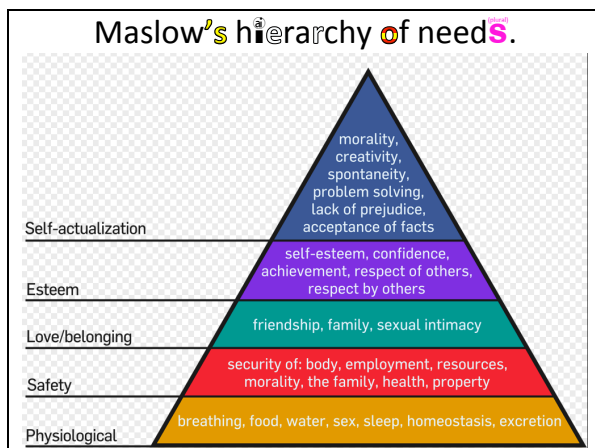 Maslow's hierarchy of needs.
ai
(plural)
morality,
creativity,
spontaneity,
problem solving,
lack of prejudice,
acceptance of facts
Self-actualization
self-esteem, confidence,
achievement, respect of others,
respect by others
Esteem
friendship, family, sexual intimacy
Love/belonging
security of: body, employment, resources,
morality, the family, health, property
Safety
breathing, food, water, sex, sleep, homeostasis, excretion
Physiological